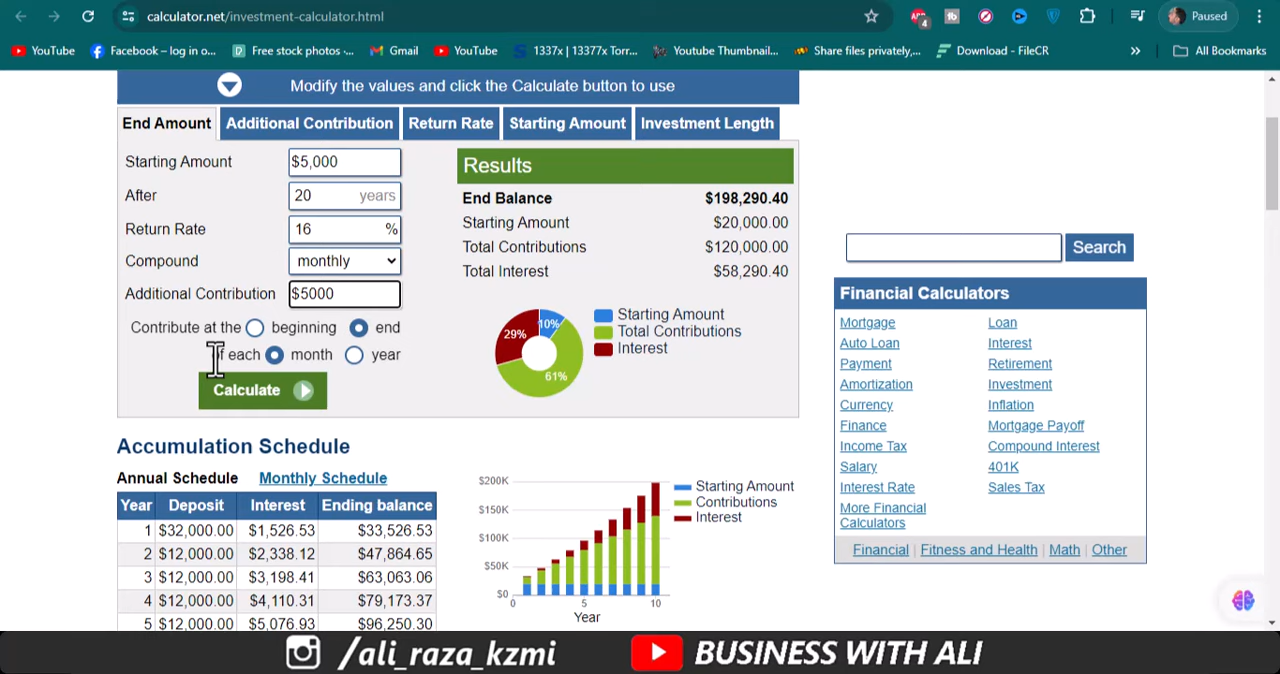 calculator.net/investment-calculator.html
Paused
YouTube
Facebook – log in o...
Free stock photos ·...
Gmail
YouTube
1337x | 13377x Torr...
Youtube Thumbnail...
Share files privately,...
Download - FileCR
»
All Bookmarks
Modify the values and click the Calculate button to use
End Amount
Additional Contribution
Return Rate
Starting Amount
Investment Length
Starting Amount $5,000
After 20 years
Return Rate 16 %
Compound monthly
Additional Contribution $5000
Contribute at the beginning end
of each month year
Calculate
Results
End Balance $198,290.40
Starting Amount $20,000.00
Total Contributions $120,000.00
Total Interest $58,290.40
10%
29%
61%
Starting Amount
Total Contributions
Interest
Search
Financial Calculators
Mortgage Loan
Auto Loan Interest
Payment Retirement
Amortization Investment
Currency Inflation
Finance Mortgage Payoff
Income Tax Compound Interest
Salary 401K
Interest Rate Sales Tax
More Financial
Calculators
Financial | Fitness and Health | Math | Other
Accumulation Schedule
Annual Schedule Monthly Schedule
Year Deposit Interest Ending balance
1 $32,000.00 $1,526.53 $33,526.53
2 $12,000.00 $2,338.12 $47,864.65
3 $12,000.00 $3,198.41 $63,063.06
4 $12,000.00 $4,110.31 $79,173.37
5 $12,000.00 $5,076.93 $96,250.30
$200K
$150K
$100K
$50K
$0
0 5 10
Year
Starting Amount
Contributions
Interest
/ali_raza_kzmi
BUSINESS WITH ALI